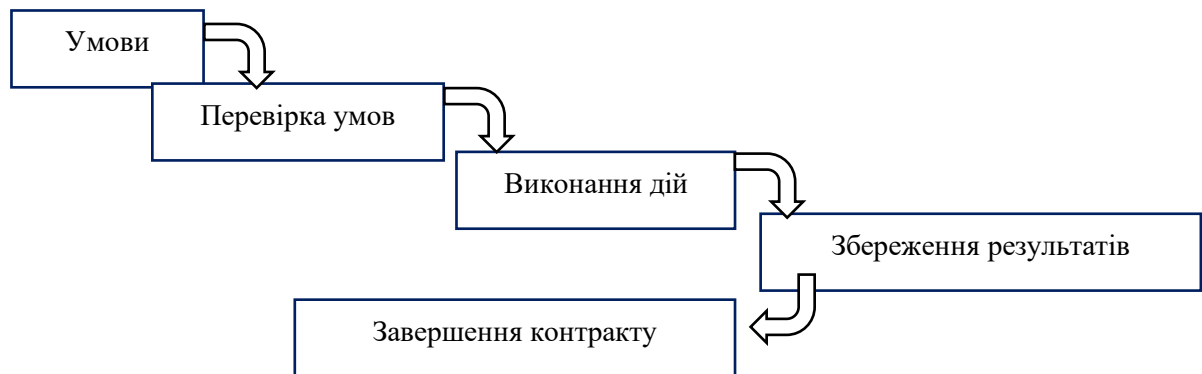 Умови
Перевірка умов
Виконання дій
Збереження результатів
Завершення контракту